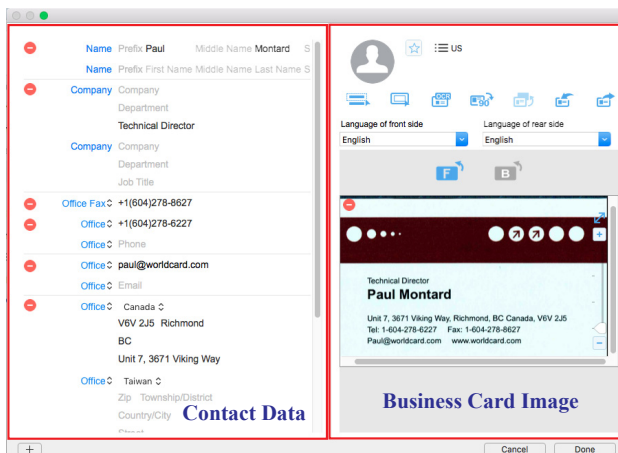 Name Prefix Paul Middle Name Montard S
Name Prefix First Name Middle Name Last Name S
Company Company
Department
Technical Director
Company Company
Department
Job Title
Office Fax +1(604)278-8627
Office +1(604)278-6227
Office Phone
Office paul@worldcard.com
Office Email
Office Canada
V6V 2J5 Richmond
BC
Unit 7, 3671 Viking Way
Office Taiwan
Zip Township/District
Country/City
Street
Contact Data
US
OCR
90°
Language of front side Language of rear side
English English
F B
Technical Director
Paul Montard
Unit 7, 3671 Viking Way, Richmond, BC Canada, V6V 2J5
Tel: 1-604-278-6227 Fax: 1-604-278-8627
Paul@worldcard.com www.worldcard.com
Business Card Image
+ Cancel Done